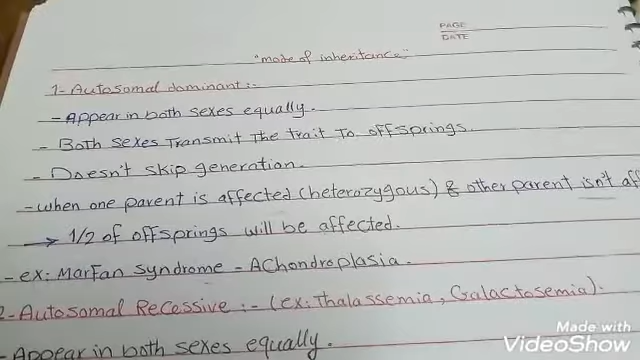 PAGE
DATE
"mode of inheritance"
1- Autosomal dominant:-
- Appear in both sexes equally.
- Both sexes Transmit The trait To offsprings.
- Doesn't skip generation.
- when one parent is affected (heterozygous) & other parent isn't aff
→ 1/2 of offsprings will be affected.
- ex: Marfan syndrome - AChondroplasia.
2- Autosomal Recessive :- (ex: Thalassemia, Galactosemia).
- Appear in both sexes equally.
Made with
VideoShow